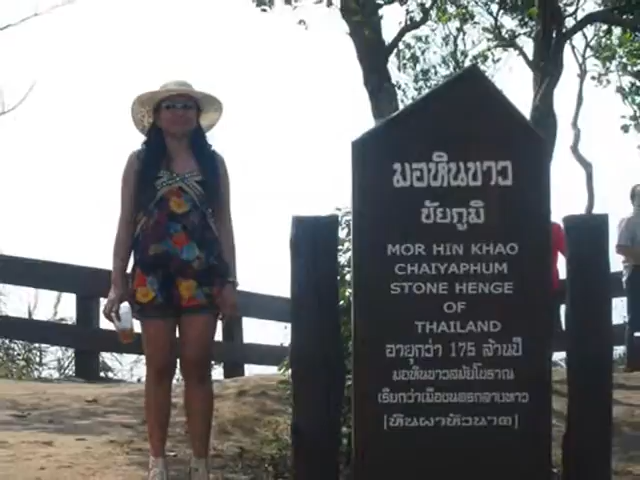 มอหินขาว
ชัยภูมิ
MOR HIN KHAO
CHAIYAPHUM
STONE HENGE
OF
THAILAND
อายุกว่า 175 ล้านปี
มอหินขาวสมัยโบราณ
เรียกว่าเมืองนครกลางหาว
(หินผาหัวนาค)